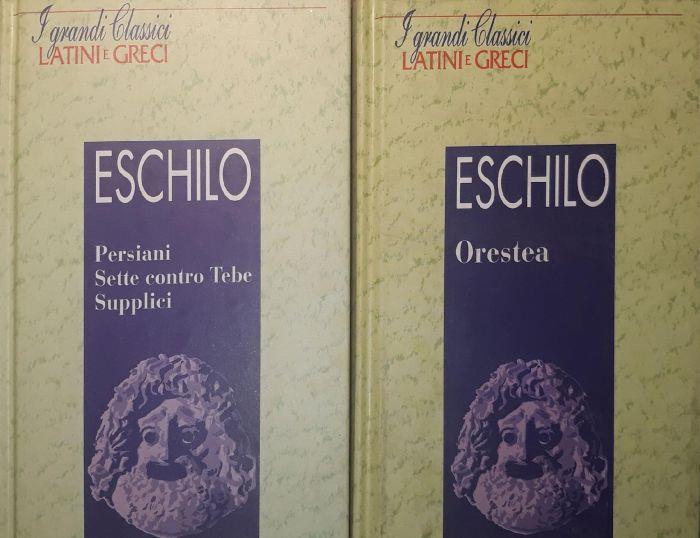 I grandi Classici
LATINI E GRECI
ESCHILO
Persiani
Sette contro Tebe
Supplici
I grandi Classici
LATINI E GRECI
ESCHILO
Orestea